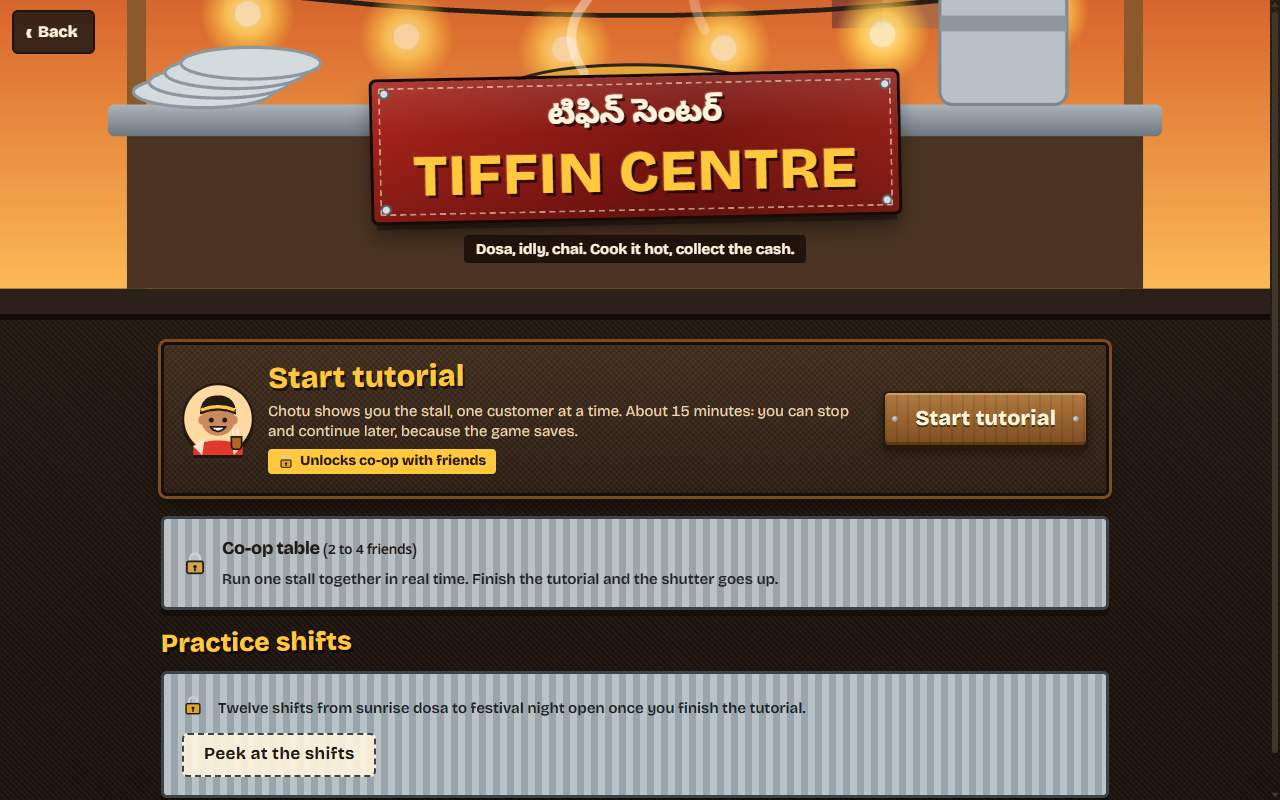 ‹ Back
టిఫిన్ సెంటర్
TIFFIN CENTRE
Dosa, idly, chai. Cook it hot, collect the cash.
Start tutorial
Chotu shows you the stall, one customer at a time. About 15 minutes: you can stop
and continue later, because the game saves.
Unlocks co-op with friends
Start tutorial
Co-op table (2 to 4 friends)
Run one stall together in real time. Finish the tutorial and the shutter goes up.
Practice shifts
Twelve shifts from sunrise dosa to festival night open once you finish the tutorial.
Peek at the shifts